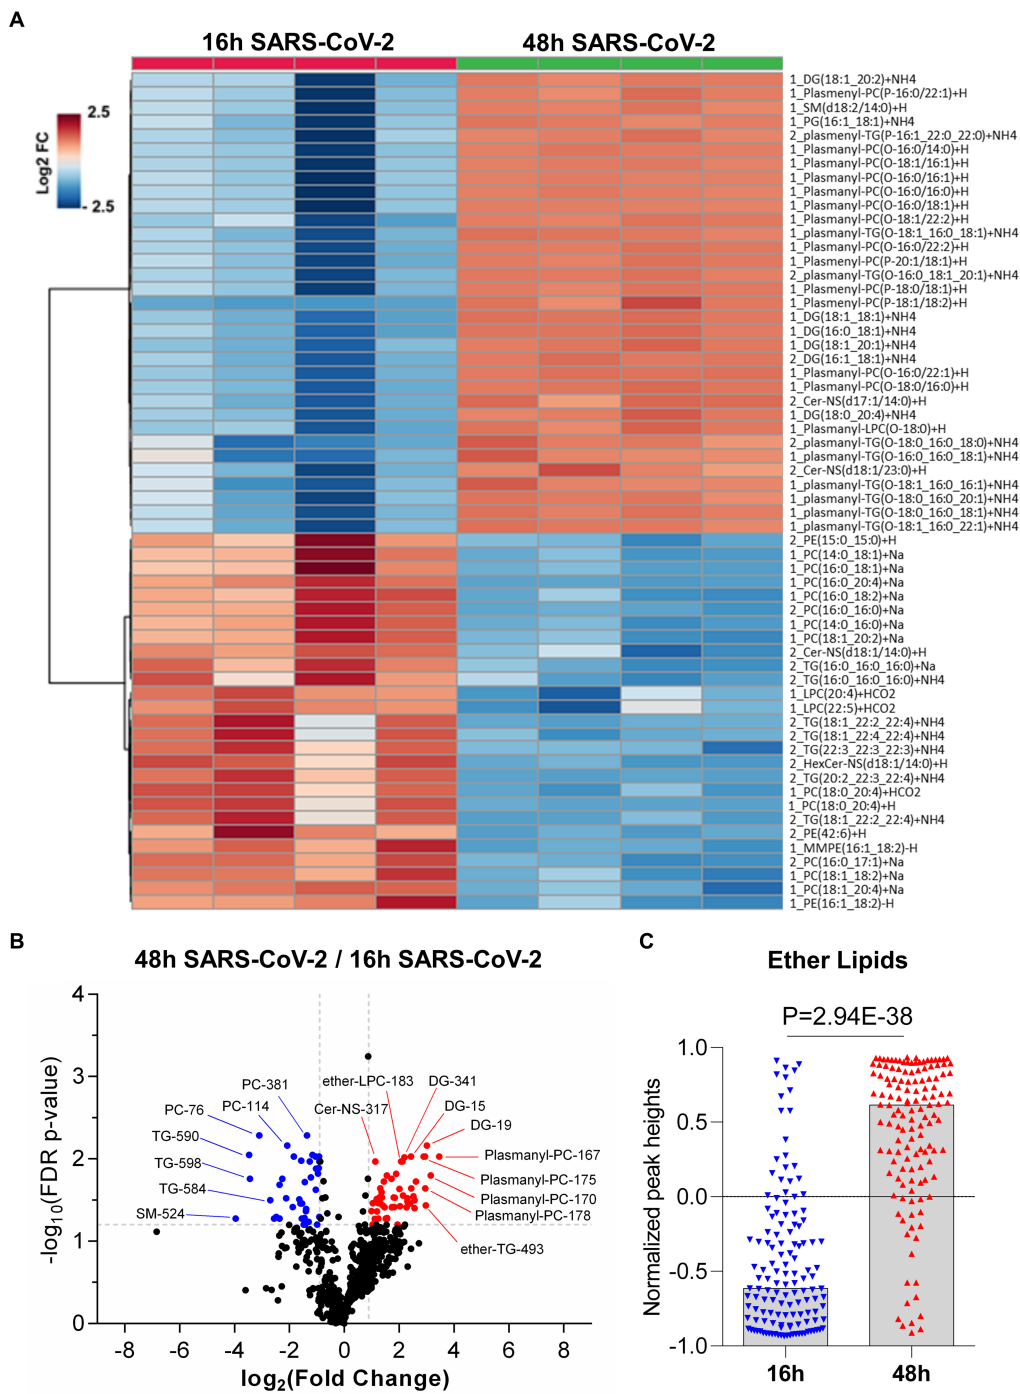 A
16h SARS-CoV-2
48h SARS-CoV-2
2.5
Log2 FC
- 2.5
1_DG(18:1_20:2)+NH4
1_Plasmenyl-PC(P-16:0/22:1)+H
1_SM(d18:2/14:0)+H
1_PG(16:1_18:1)+NH4
2_plasmenyl-TG(P-16:1_22:0_22:0)+NH4
1_Plasmanyl-PC(O-16:0/14:0)+H
1_Plasmanyl-PC(O-18:1/16:1)+H
1_Plasmanyl-PC(O-16:0/16:1)+H
1_Plasmanyl-PC(O-16:0/16:0)+H
1_Plasmanyl-PC(O-16:0/18:1)+H
1_Plasmanyl-PC(O-18:1/22:2)+H
1_plasmanyl-TG(O-18:1_16:0_18:1)+NH4
1_Plasmanyl-PC(O-16:0/22:2)+H
1_Plasmenyl-PC(P-20:1/18:1)+H
2_plasmanyl-TG(O-16:0_18:1_20:1)+NH4
1_Plasmenyl-PC(P-18:0/18:1)+H
1_Plasmenyl-PC(P-18:1/18:2)+H
1_DG(18:1_18:1)+NH4
1_DG(16:0_18:1)+NH4
1_DG(18:1_20:1)+NH4
2_DG(16:1_18:1)+NH4
1_Plasmanyl-PC(O-16:0/22:1)+H
1_Plasmanyl-PC(O-18:0/16:0)+H
2_Cer-NS(d17:1/14:0)+H
1_DG(18:0_20:4)+NH4
1_Plasmanyl-LPC(O-18:0)+H
2_plasmanyl-TG(O-18:0_16:0_18:0)+NH4
1_plasmanyl-TG(O-16:0_16:0_18:1)+NH4
2_Cer-NS(d18:1/23:0)+H
1_plasmanyl-TG(O-18:1_16:0_16:1)+NH4
1_plasmanyl-TG(O-18:0_16:0_20:1)+NH4
1_plasmanyl-TG(O-18:0_16:0_18:1)+NH4
1_plasmanyl-TG(O-18:1_16:0_22:1)+NH4
2_PE(15:0_15:0)+H
1_PC(14:0_18:1)+Na
1_PC(16:0_18:1)+Na
1_PC(16:0_20:4)+Na
1_PC(16:0_18:2)+Na
2_PC(16:0_16:0)+Na
1_PC(14:0_16:0)+Na
1_PC(18:1_20:2)+Na
2_Cer-NS(d18:1/14:0)+H
2_TG(16:0_16:0_16:0)+Na
2_TG(16:0_16:0_16:0)+NH4
1_LPC(20:4)+HCO2
1_LPC(22:5)+HCO2
2_TG(18:1_22:2_22:4)+NH4
2_TG(18:1_22:4_22:4)+NH4
2_TG(22:3_22:3_22:3)+NH4
2_HexCer-NS(d18:1/14:0)+H
2_TG(20:2_22:3_22:4)+NH4
1_PC(18:0_20:4)+HCO2
1_PC(18:0_20:4)+H
2_TG(18:1_22:2_22:4)+NH4
2_PE(42:6)+H
1_MMPE(16:1_18:2)-H
2_PC(16:0_17:1)+Na
1_PC(18:1_18:2)+Na
1_PC(18:1_20:4)+Na
1_PE(16:1_18:2)-H
B
48h SARS-CoV-2 / 16h SARS-CoV-2
-log10(FDR p-value)
4
3
2
1
0
PC-381
PC-76
PC-114
TG-590
TG-598
TG-584
SM-524
ether-LPC-183
DG-341
Cer-NS-317
DG-15
DG-19
Plasmanyl-PC-167
Plasmanyl-PC-175
Plasmanyl-PC-170
Plasmanyl-PC-178
ether-TG-493
-8 -6 -4 -2 0 2 4 6 8
log2(Fold Change)
C
Ether Lipids
P=2.94E-38
Normalized peak heights
1.0
0.5
0.0
-0.5
-1.0
16h 48h